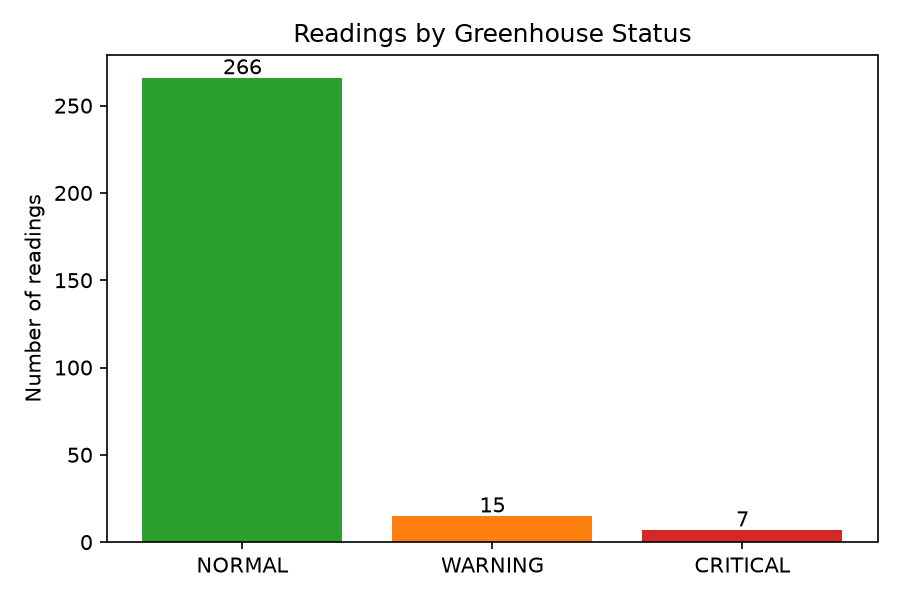 Readings by Greenhouse Status
266
250
200
150
100
50
0
15
7
Number of readings
NORMAL
WARNING
CRITICAL